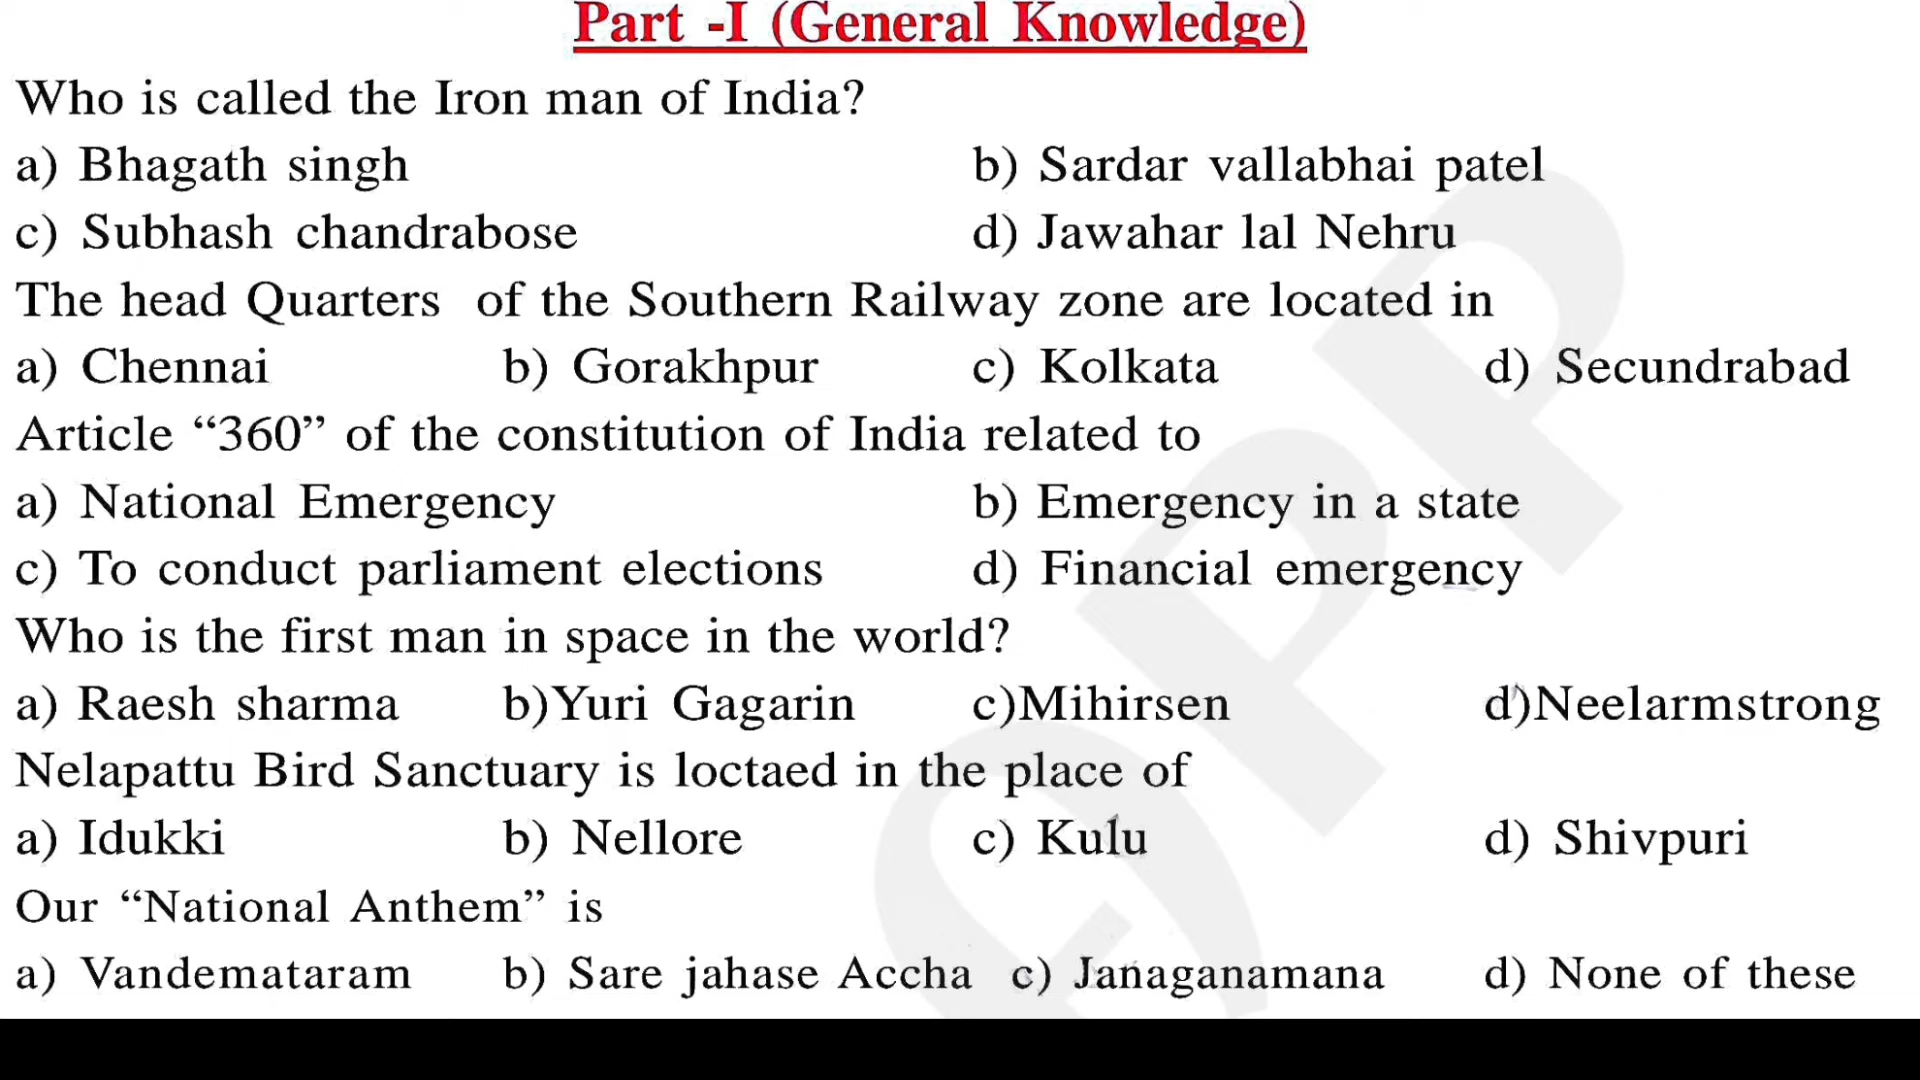 Part -I (General Knowledge)
Who is called the Iron man of India?
a) Bhagath singh b) Sardar vallabhai patel
c) Subhash chandrabose d) Jawahar lal Nehru
The head Quarters of the Southern Railway zone are located in
a) Chennai b) Gorakhpur c) Kolkata d) Secundrabad
Article “360” of the constitution of India related to
a) National Emergency b) Emergency in a state
c) To conduct parliament elections d) Financial emergency
Who is the first man in space in the world?
a) Raesh sharma b)Yuri Gagarin c)Mihirsen d)Neelarmstrong
Nelapattu Bird Sanctuary is loctaed in the place of
a) Idukki b) Nellore c) Kulu d) Shivpuri
Our “National Anthem” is
a) Vandemataram b) Sare jahase Accha c) Janaganamana d) None of these